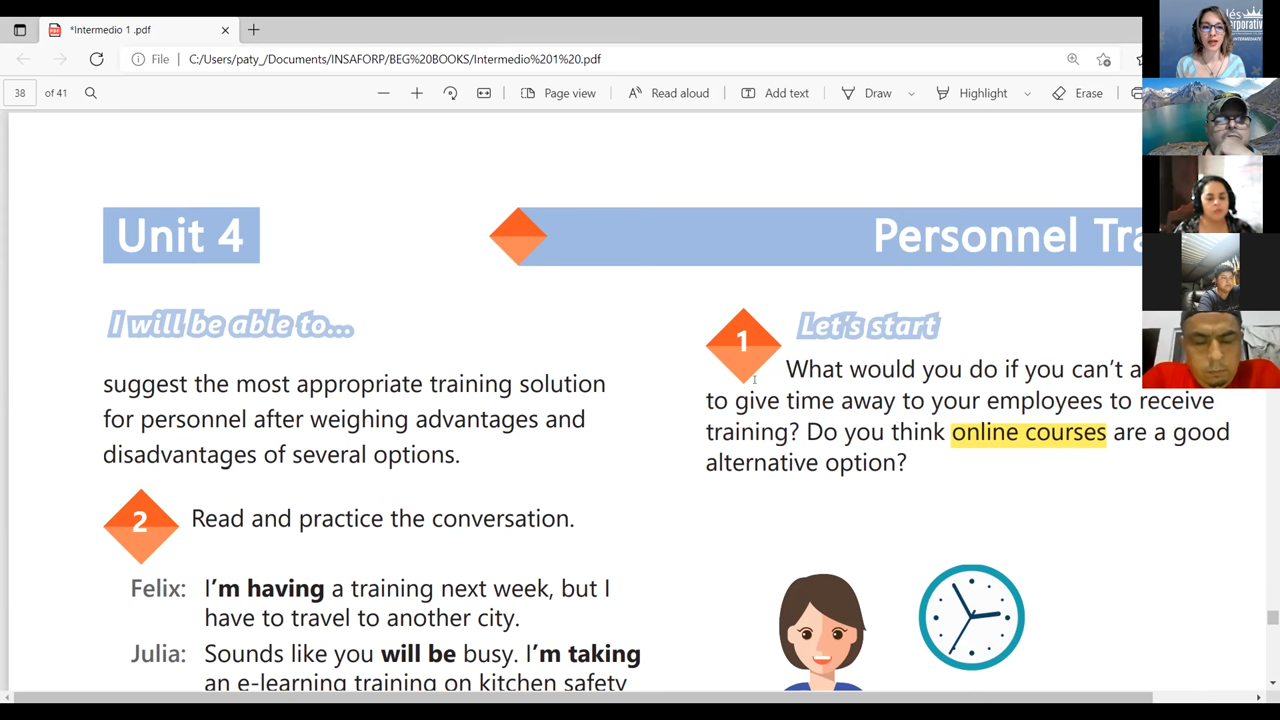 *Intermedio 1 .pdf
File
C:/Users/paty_/Documents/INSAFORP/BEG%20BOOKS/Intermedio%201%20.pdf
38 of 41
Page view
Read aloud
Add text
Draw
Highlight
Erase
Unit 4
Personnel Tra
I will be able to...
suggest the most appropriate training solution
for personnel after weighing advantages and
disadvantages of several options.
1
Let's start
What would you do if you can't a
to give time away to your employees to receive
training? Do you think online courses are a good
alternative option?
2
Read and practice the conversation.
Felix: I'm having a training next week, but I
have to travel to another city.
Julia: Sounds like you will be busy. I'm taking
an e-learning training on kitchen safety